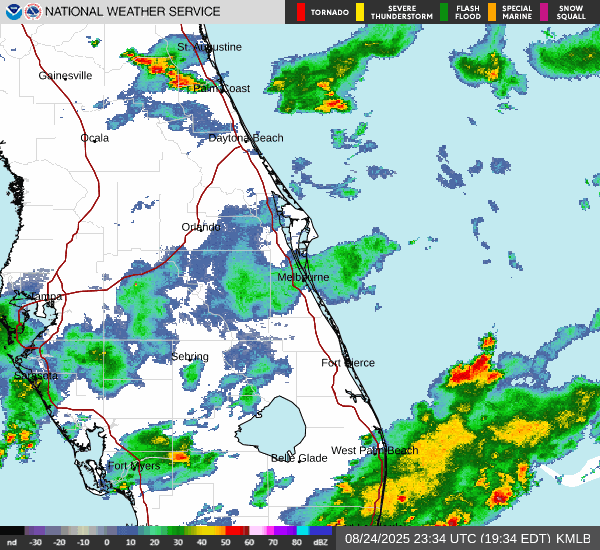 NATIONAL WEATHER SERVICE
TORNADO
SEVERE THUNDERSTORM
FLASH FLOOD
SPECIAL MARINE
SNOW SQUALL
St. Augustine
Gainesville
Palm Coast
Ocala
Daytona Beach
Orlando
Melbourne
Tampa
Sebring
Fort Pierce
Sarasota
West Palm Beach
Belle Glade
Fort Myers
nd -30 -20 -10 0 10 20 30 40 50 60 70 80 dBZ
08/24/2025 23:34 UTC (19:34 EDT) KMLB